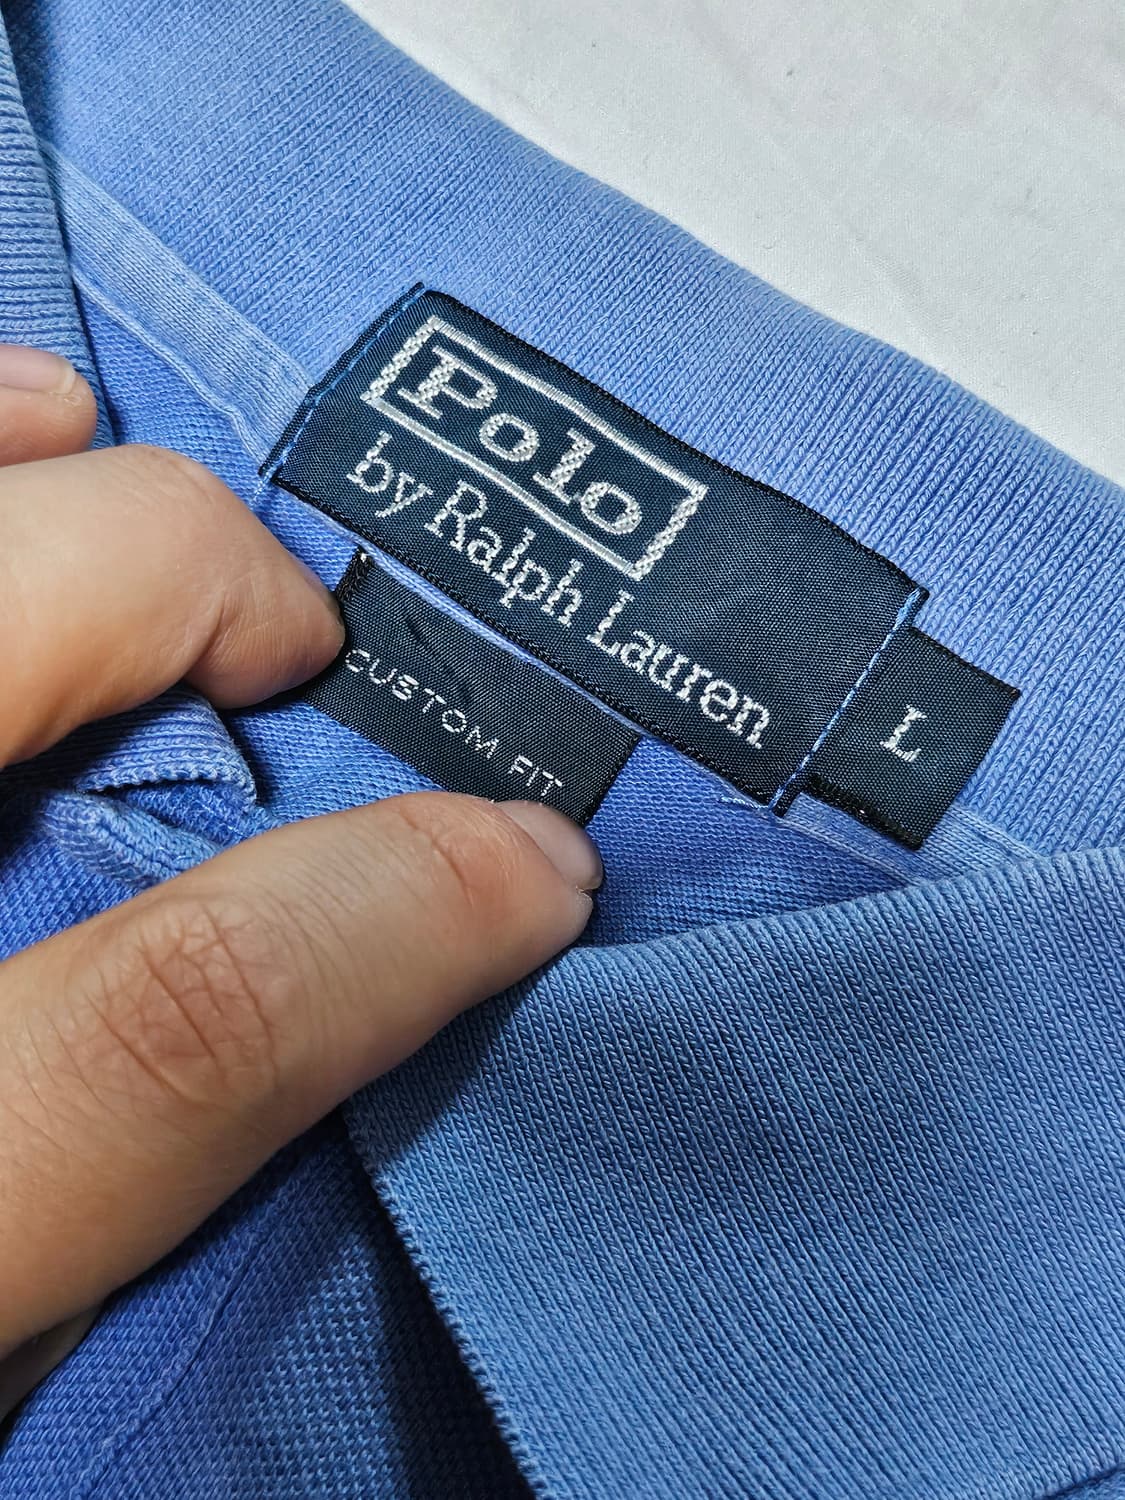 Polo
by Ralph Lauren
L
CUSTOM FIT